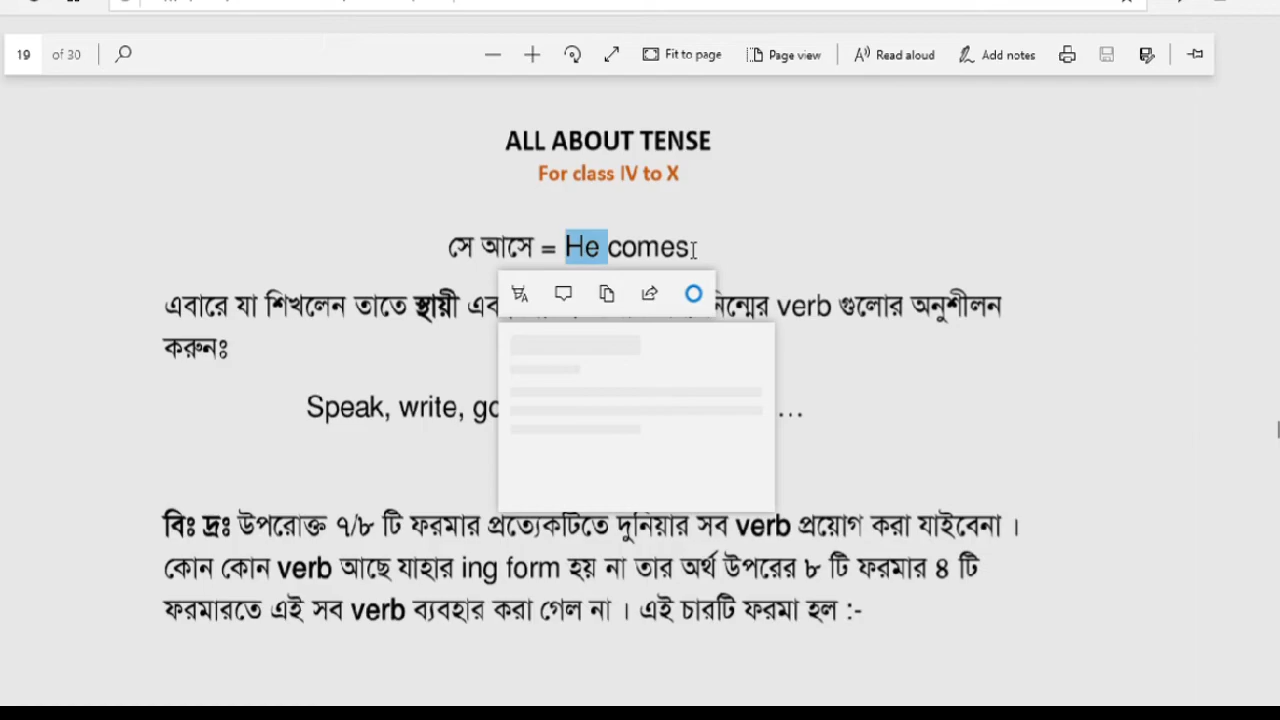 19 of 30 Fit to page Page view Read aloud Add notes
ALL ABOUT TENSE
For class IV to X
সে আসে = He comes
এবারে যা শিখলেন তাতে স্থায়ী নিম্নের verb গুলোর অনুশীলন
করুনঃ
Speak, write, …
বিঃ দ্রঃ উপরোক্ত ৭/৮ টি ফরমার প্রত্যেকটিতে দুনিয়ার সব verb প্রয়োগ করা যাইবেনা ।
কোন কোন verb আছে যাহার ing form হয় না তার অর্থ উপরের ৮ টি ফরমার ৪ টি
ফরমারতে এই সব verb ব্যবহার করা গেল না । এই চারটি ফরমা হল :-